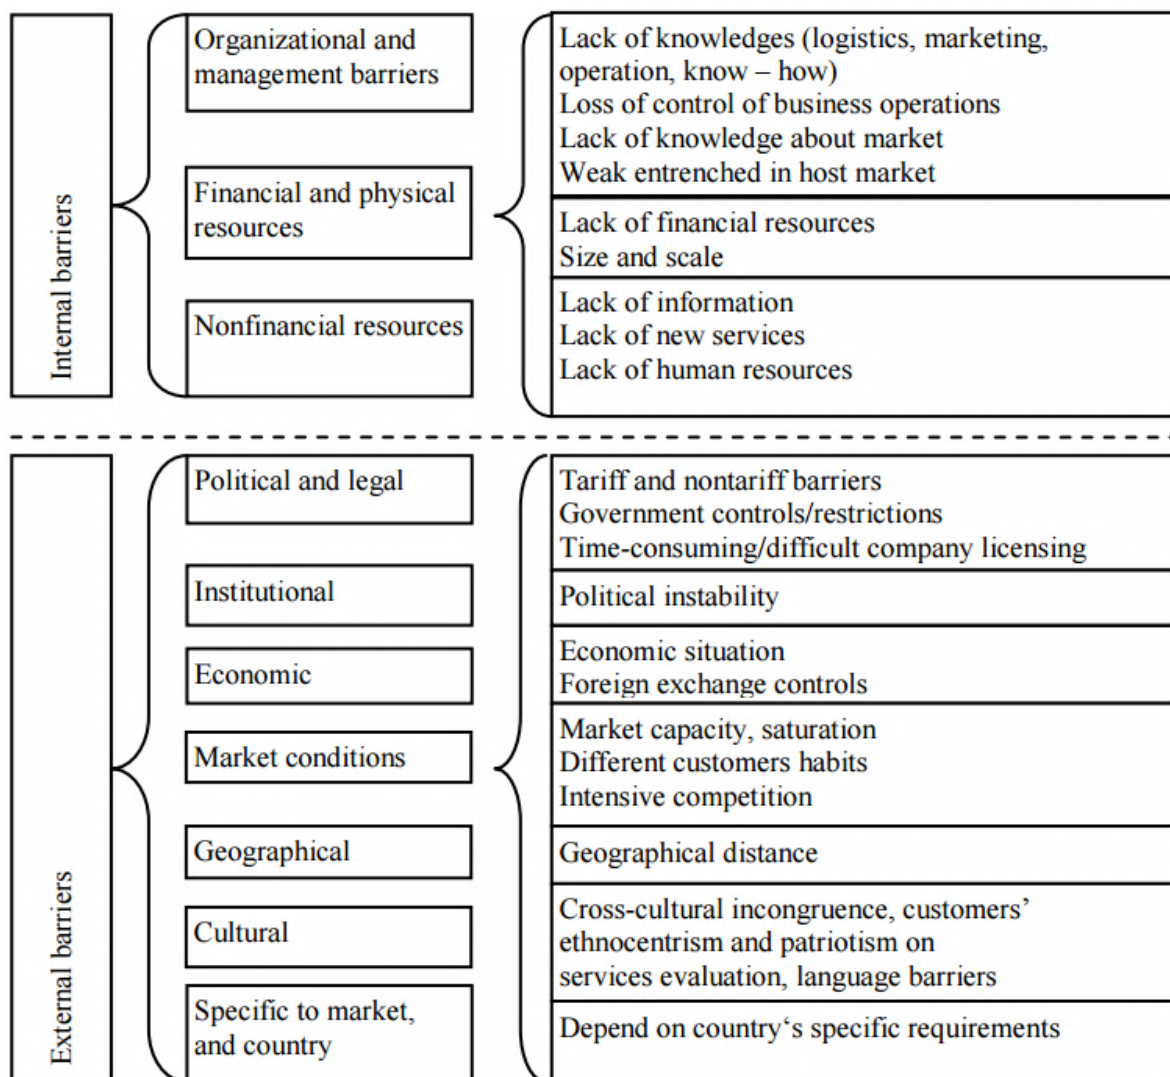 Internal barriers
Organizational and
management barriers
Financial and physical
resources
Nonfinancial resources
Lack of knowledges (logistics, marketing,
operation, know – how)
Loss of control of business operations
Lack of knowledge about market
Weak entrenched in host market
Lack of financial resources
Size and scale
Lack of information
Lack of new services
Lack of human resources
External barriers
Political and legal
Institutional
Economic
Market conditions
Geographical
Cultural
Specific to market,
and country
Tariff and nontariff barriers
Government controls/restrictions
Time-consuming/difficult company licensing
Political instability
Economic situation
Foreign exchange controls
Market capacity, saturation
Different customers habits
Intensive competition
Geographical distance
Cross-cultural incongruence, customers’
ethnocentrism and patriotism on
services evaluation, language barriers
Depend on country‘s specific requirements